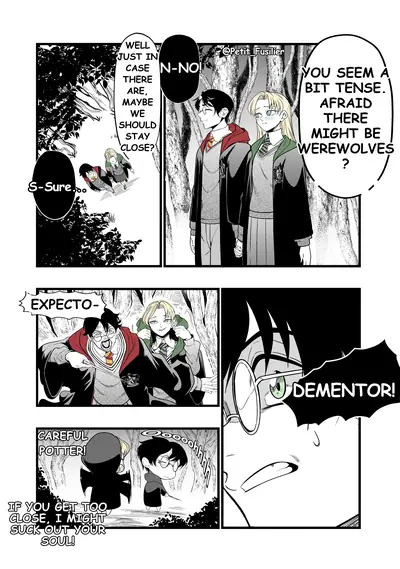 @Petit_Fusilier
YOU SEEM A
BIT TENSE.
AFRAID
THERE
MIGHT BE
WEREWOLVES
?
N-NO!
WELL
JUST IN
CASE
THERE
ARE,
MAYBE
WE
SHOULD
STAY
CLOSE?
S-Sure...
DEMENTOR!
EXPECTO-
Ooooohhhh
CAREFUL
POTTER!
IF YOU GET TOO
CLOSE, I MIGHT
SUCK OUT YOUR
SOUL!